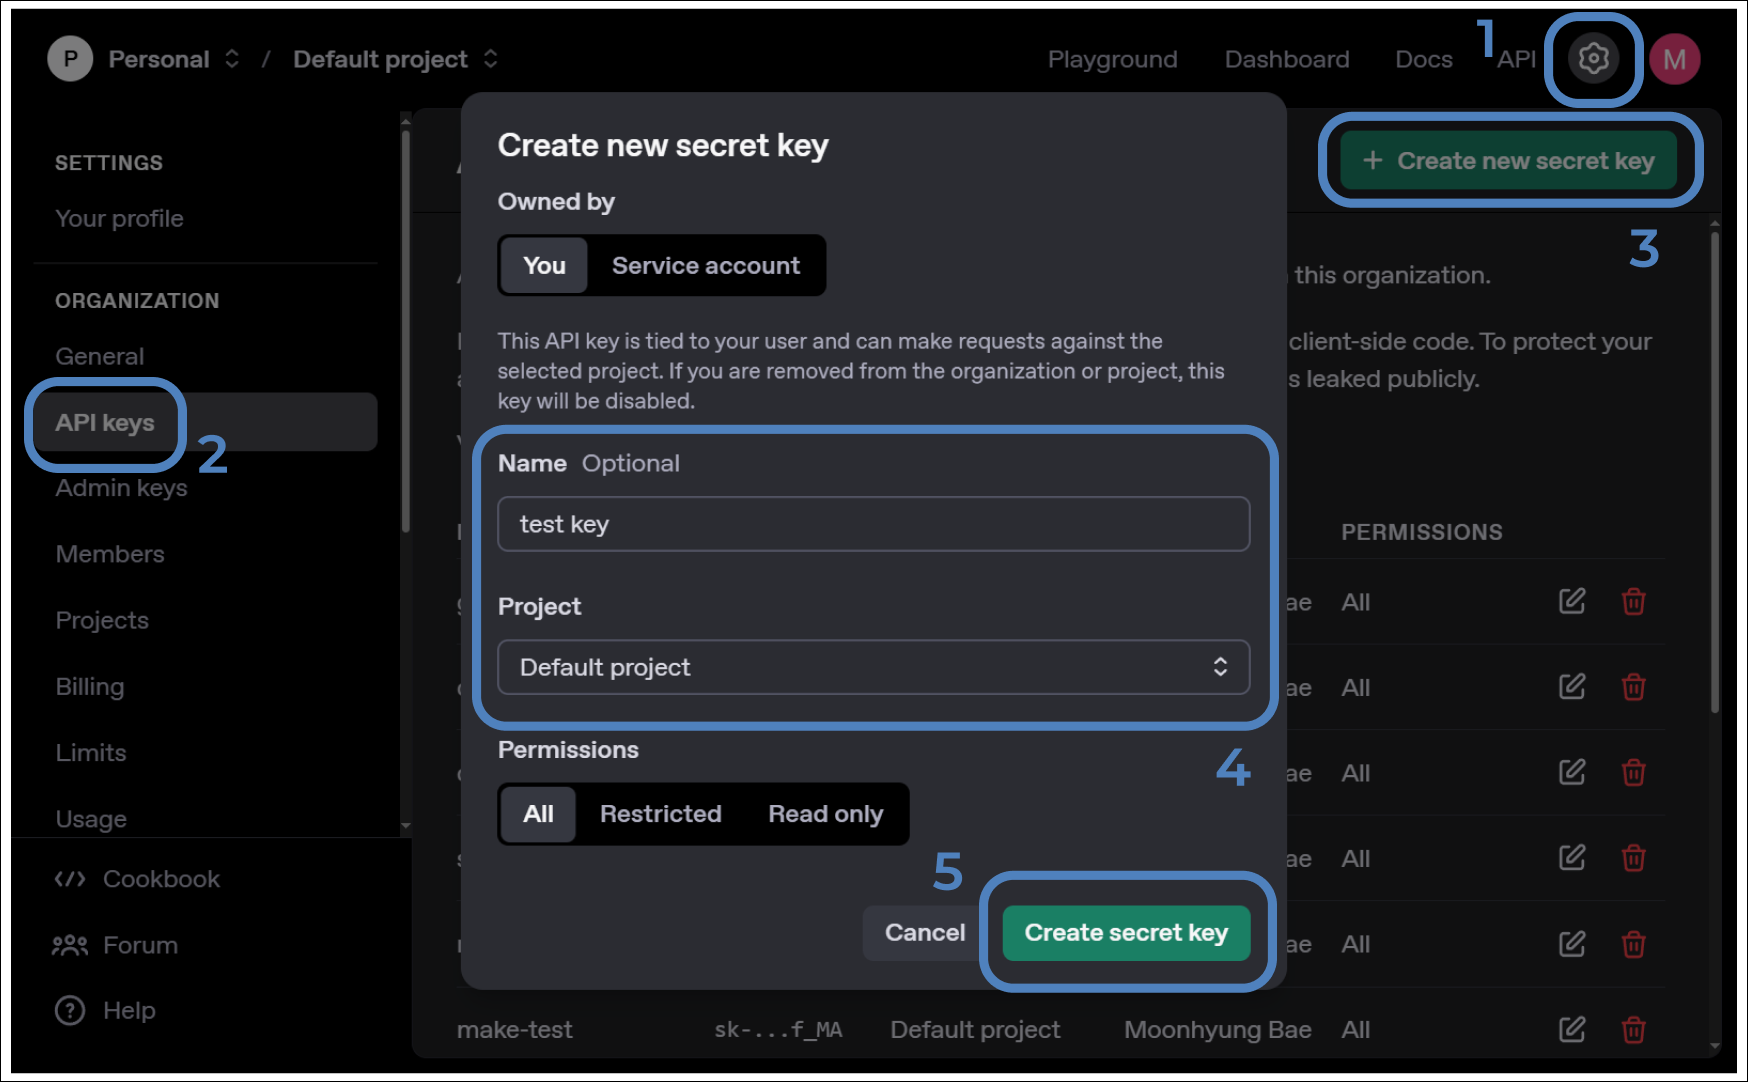 P Personal / Default project Playground Dashboard Docs 1 API M
SETTINGS
Your profile
ORGANIZATION
General
API keys
2
Admin keys
Members
Projects
Billing
Limits
Usage
Cookbook
Forum
Help
+ Create new secret key
3
this organization.
client-side code. To protect your
s leaked publicly.
Create new secret key
Owned by
You Service account
This API key is tied to your user and can make requests against the
selected project. If you are removed from the organization or project, this
key will be disabled.
Name Optional
test key
Project
Default project
4
Permissions
All Restricted Read only
5
Cancel Create secret key
PERMISSIONS
ae All
ae All
ae All
ae All
ae All
make-test sk-...f_MA Default project Moonhyung Bae All